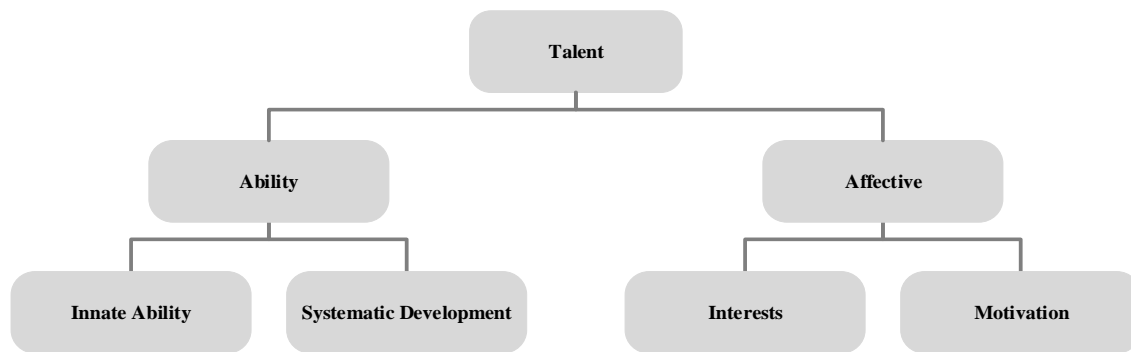 Talent
Ability
Affective
Innate Ability
Systematic Development
Interests
Motivation